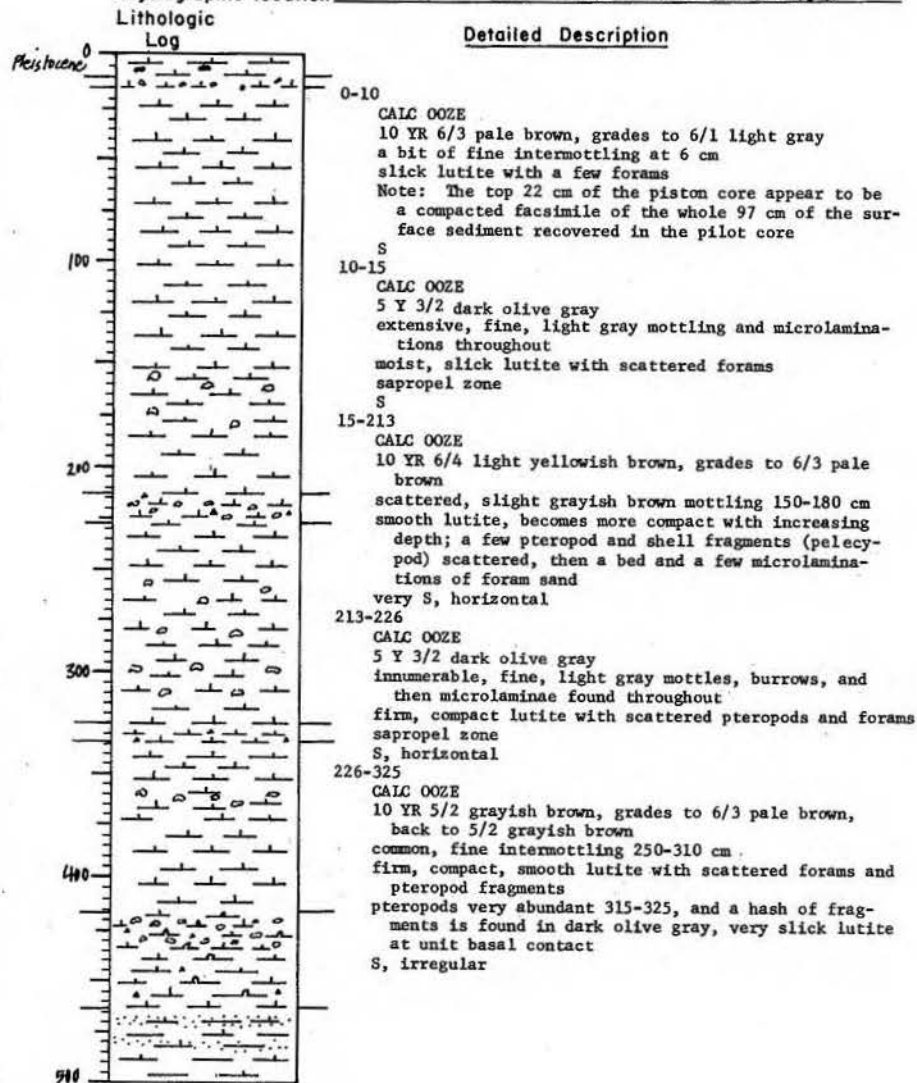 Lithologic
Log
Detailed Description
Pleistocene
0
100
200
300
400
500
0-10
CALC OOZE
10 YR 6/3 pale brown, grades to 6/1 light gray
a bit of fine intermottling at 6 cm
slick lutite with a few forams
Note: The top 22 cm of the piston core appear to be
a compacted facsimile of the whole 97 cm of the sur-
face sediment recovered in the pilot core
S
10-15
CALC OOZE
5 Y 3/2 dark olive gray
extensive, fine, light gray mottling and microlamina-
tions throughout
moist, slick lutite with scattered forams
sapropel zone
S
15-213
CALC OOZE
10 YR 6/4 light yellowish brown, grades to 6/3 pale
brown
scattered, slight grayish brown mottling 150-180 cm
smooth lutite, becomes more compact with increasing
depth; a few pteropod and shell fragments (pelecy-
pod) scattered, then a bed and a few microlamina-
tions of foram sand
very S, horizontal
213-226
CALC OOZE
5 Y 3/2 dark olive gray
innumerable, fine, light gray mottles, burrows, and
then microlaminae found throughout
firm, compact lutite with scattered pteropods and forams
sapropel zone
S, horizontal
226-325
CALC OOZE
10 YR 5/2 grayish brown, grades to 6/3 pale brown,
back to 5/2 grayish brown
common, fine intermottling 250-310 cm
firm, compact, smooth lutite with scattered forams and
pteropod fragments
pteropods very abundant 315-325, and a hash of frag-
ments is found in dark olive gray, very slick lutite
at unit basal contact
S, irregular